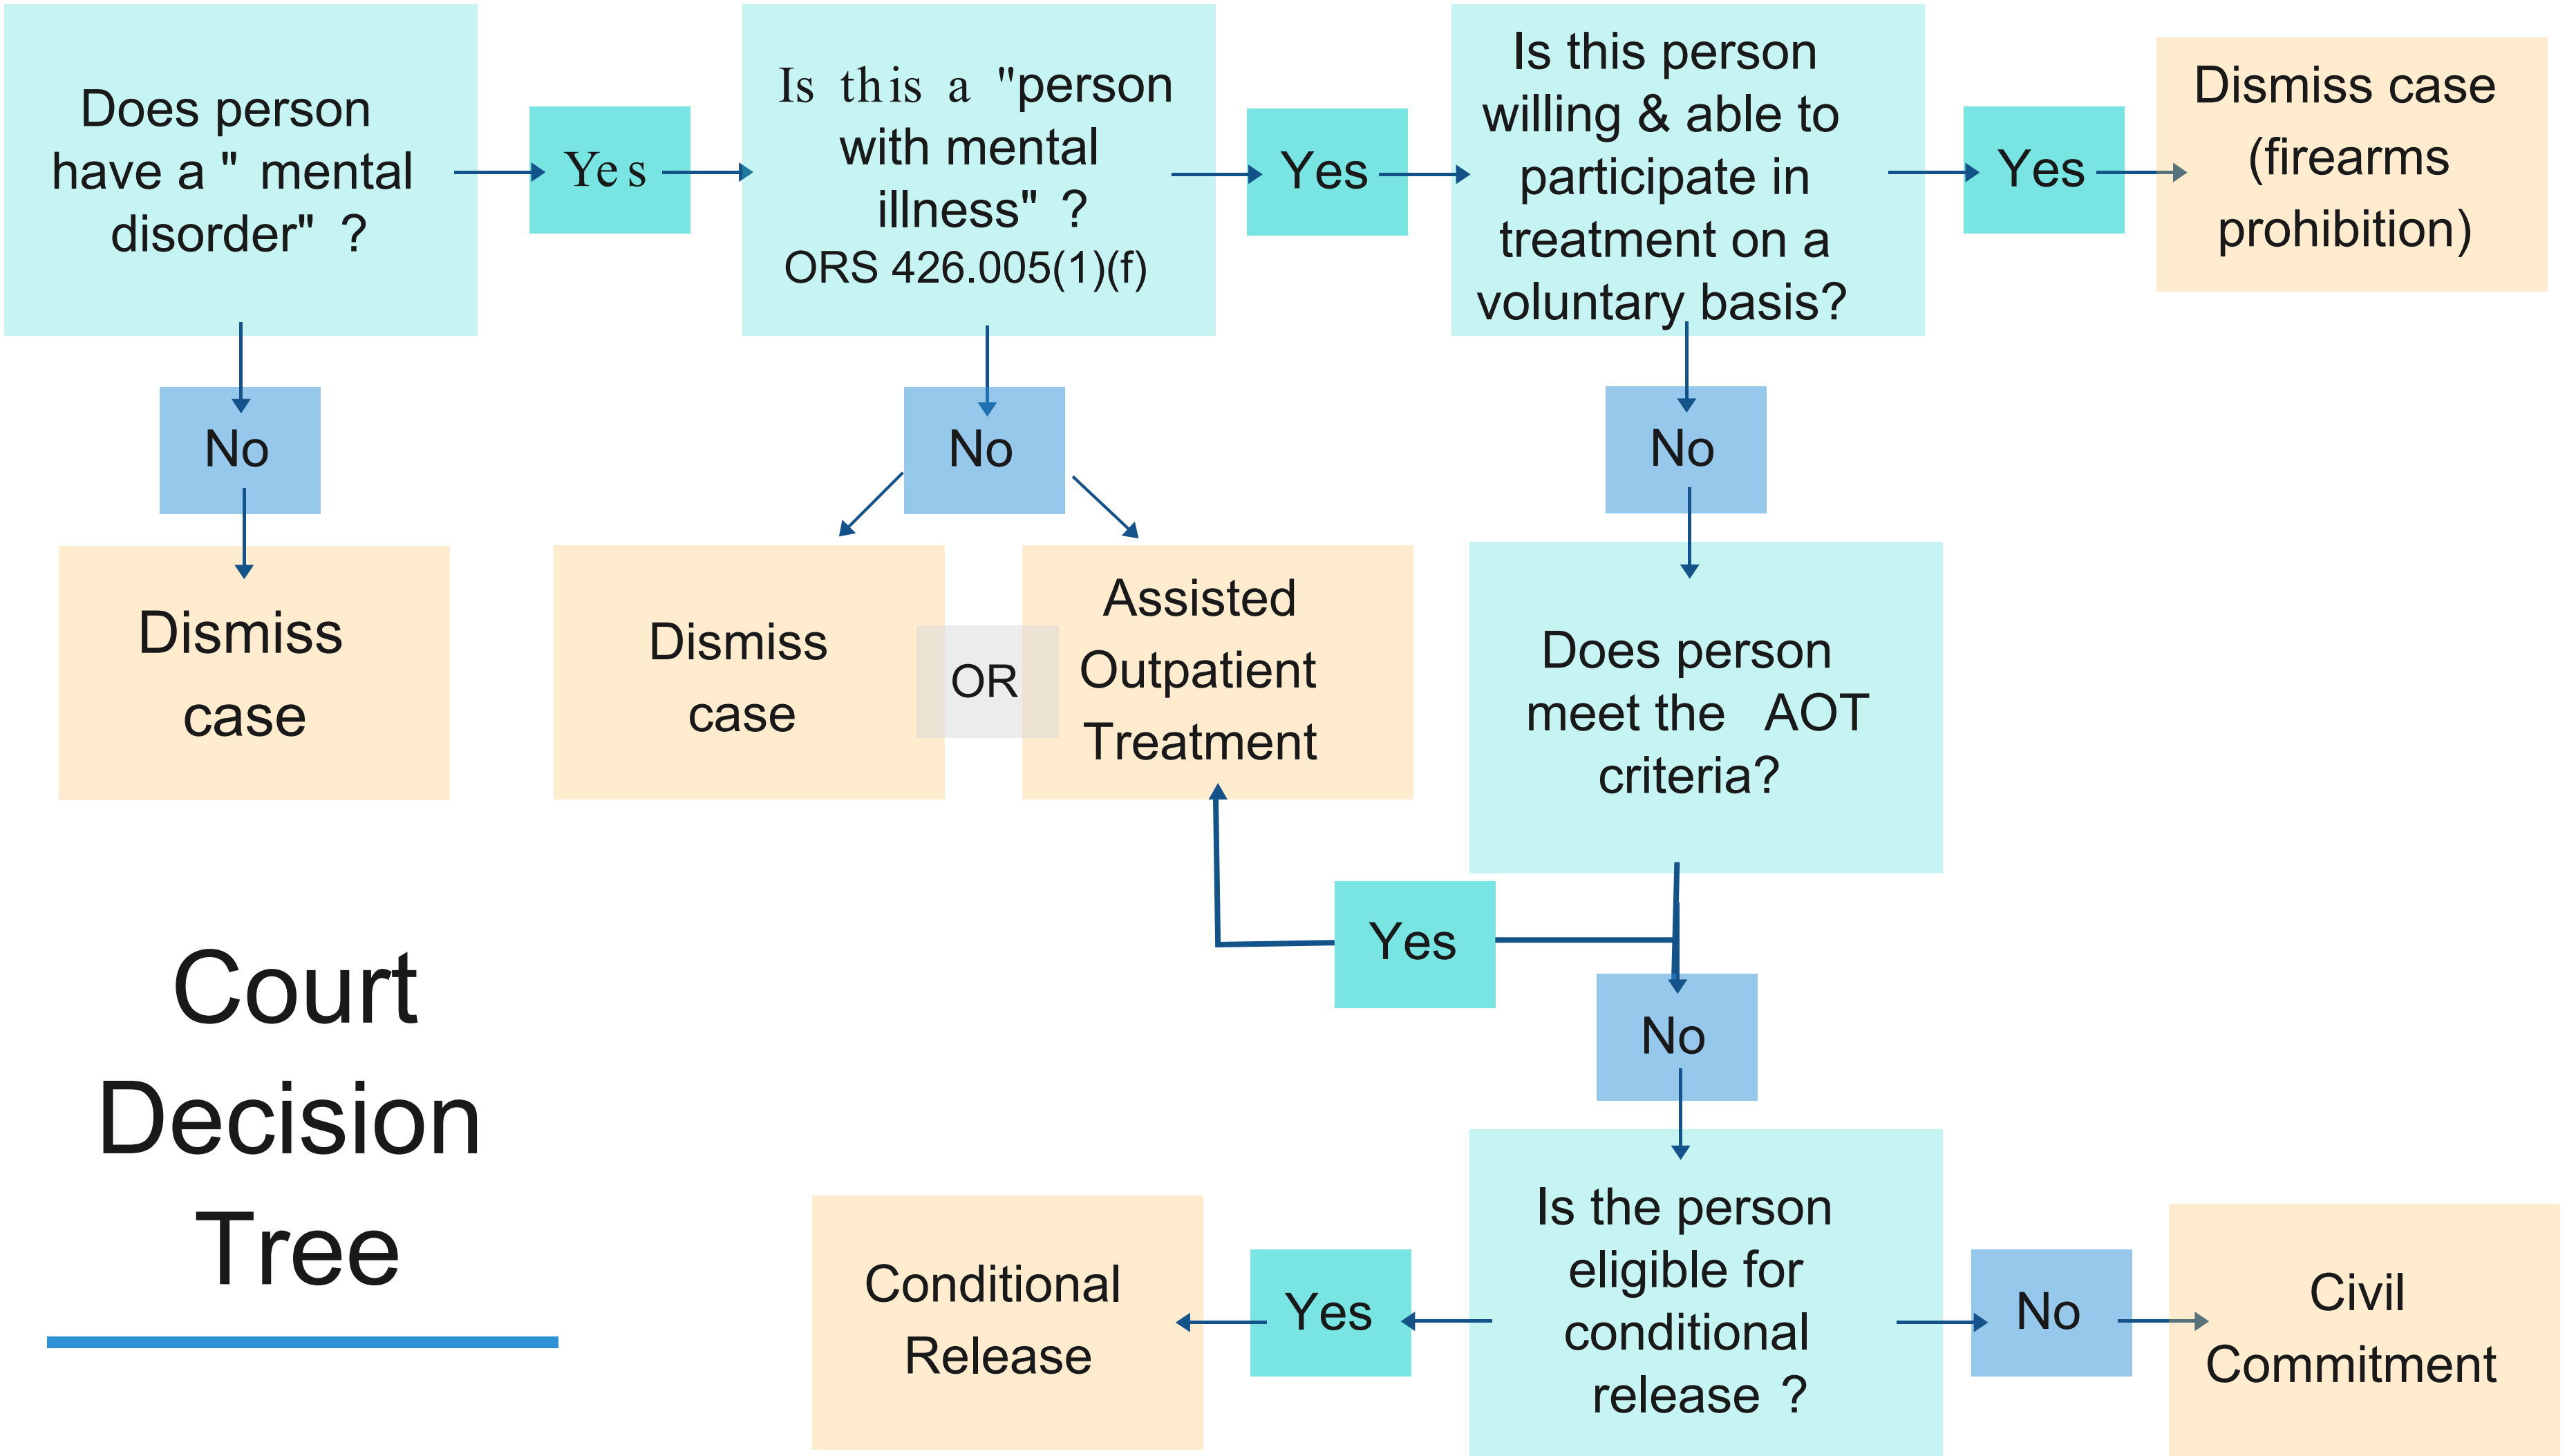 Does person
have a " mental
disorder" ?
Yes
Is this a "person
with mental
illness" ?
ORS 426.005(1)(f)
Yes
Is this person
willing & able to
participate in
treatment on a
voluntary basis?
Yes
Dismiss case
(firearms
prohibition)
No
No
No
Dismiss
case
Dismiss
case
OR
Assisted
Outpatient
Treatment
Does person
meet the AOT
criteria?
Yes
No
Court
Decision
Tree
Conditional
Release
Yes
Is the person
eligible for
conditional
release ?
No
Civil
Commitment